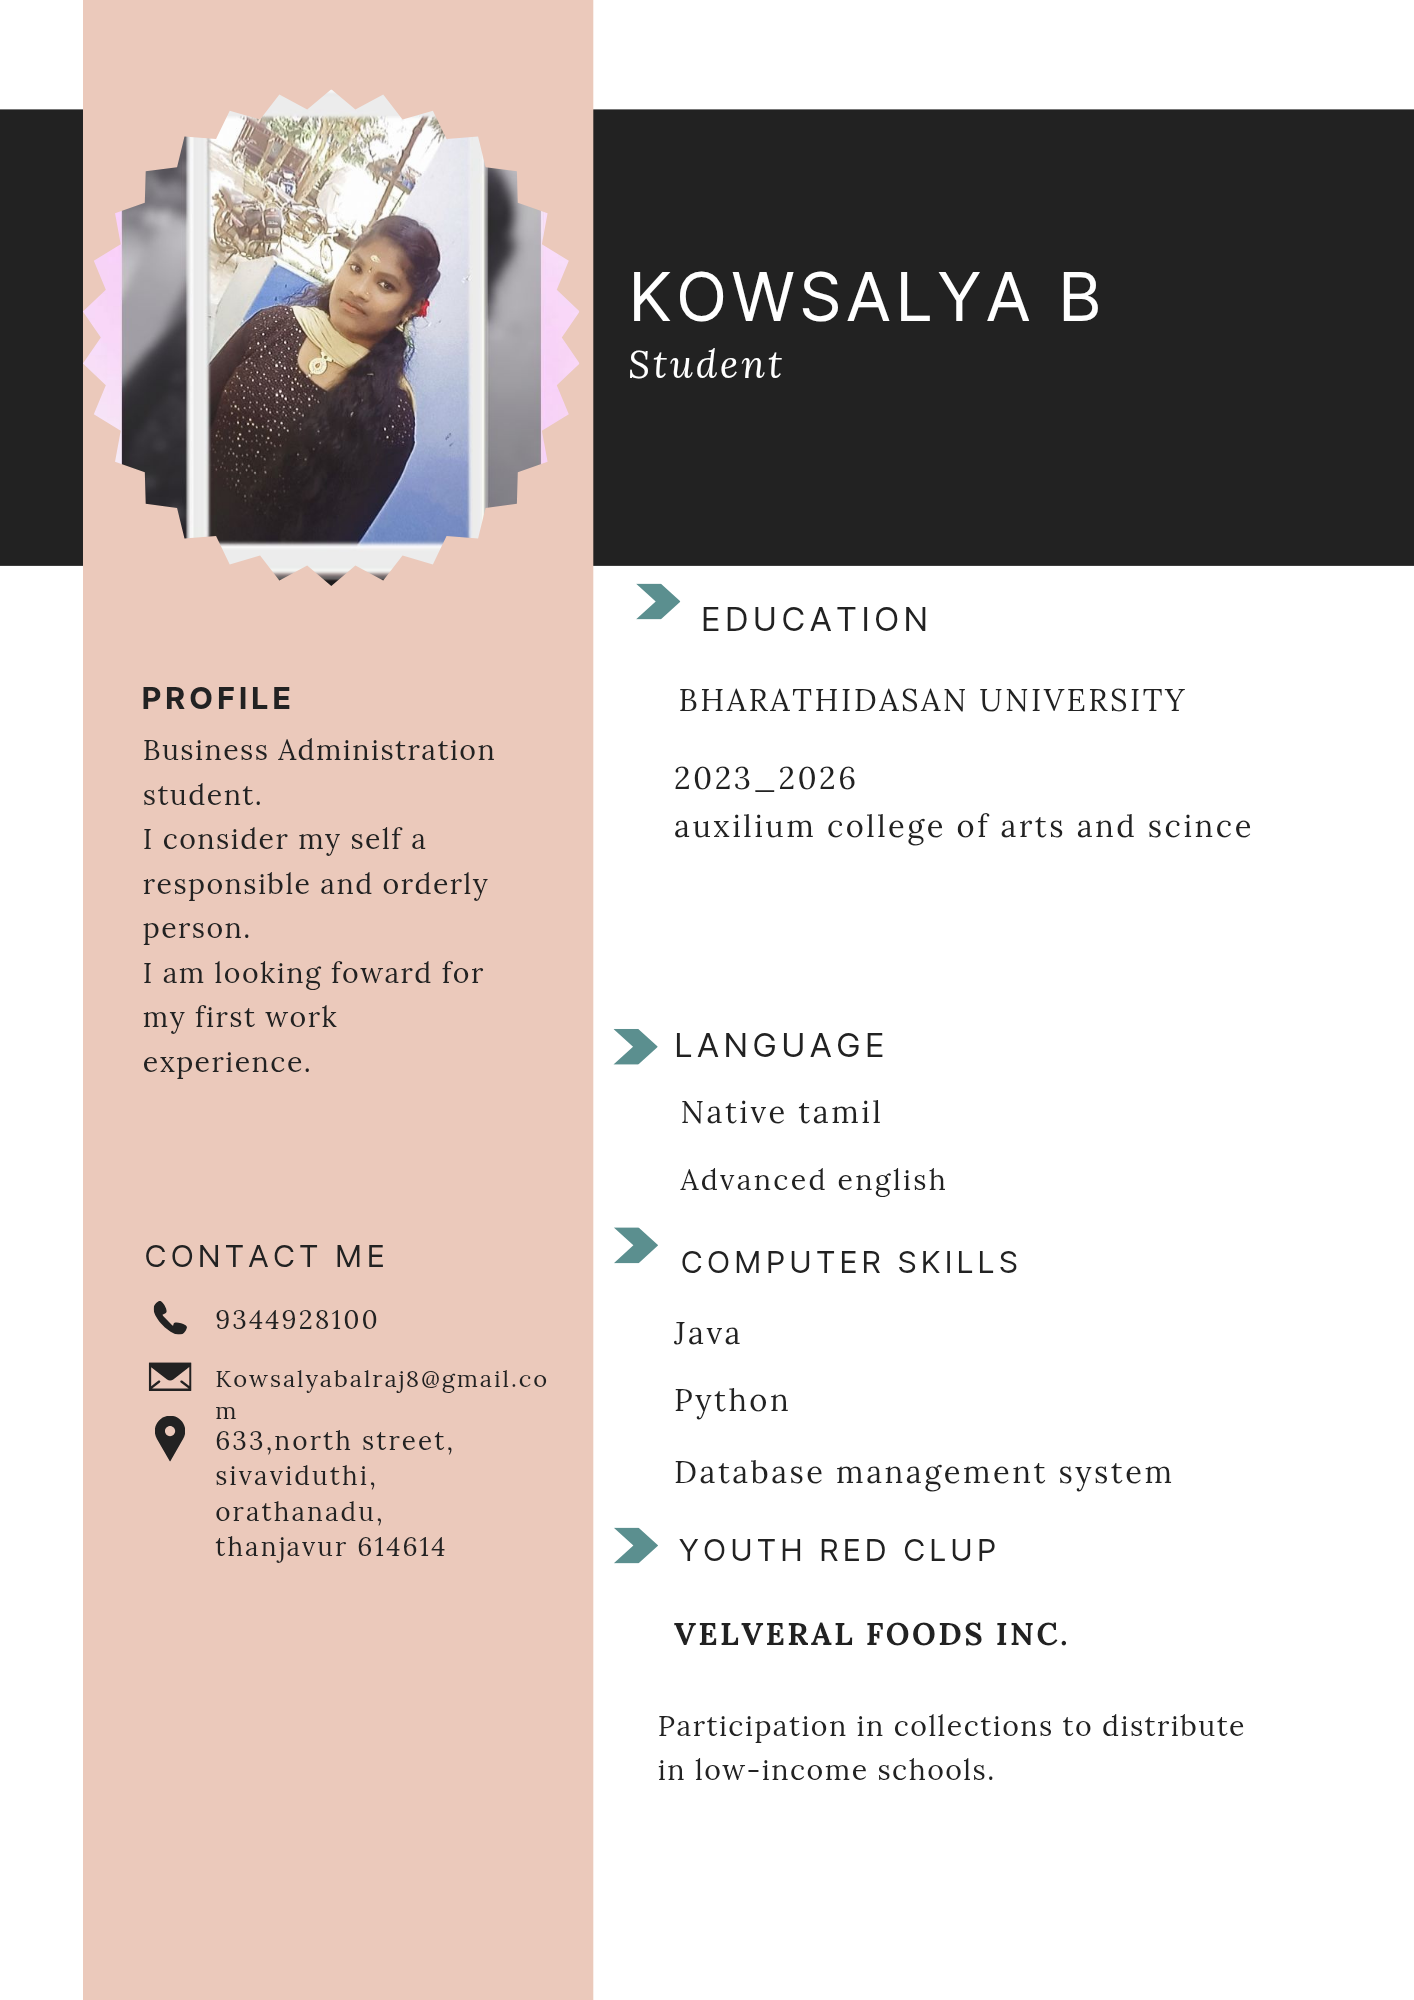 KOWSALYA B
Student
PROFILE
Business Administration
student.
I consider my self a
responsible and orderly
person.
I am looking foward for
my first work
experience.
CONTACT ME
9344928100
Kowsalyabalraj8@gmail.co
m
633,north street,
sivaviduthi,
orathanadu,
thanjavur 614614
EDUCATION
BHARATHIDASAN UNIVERSITY
2023_2026
auxilium college of arts and scince
LANGUAGE
Native tamil
Advanced english
COMPUTER SKILLS
Java
Python
Database management system
YOUTH RED CLUP
VELVERAL FOODS INC.
Participation in collections to distribute
in low-income schools.